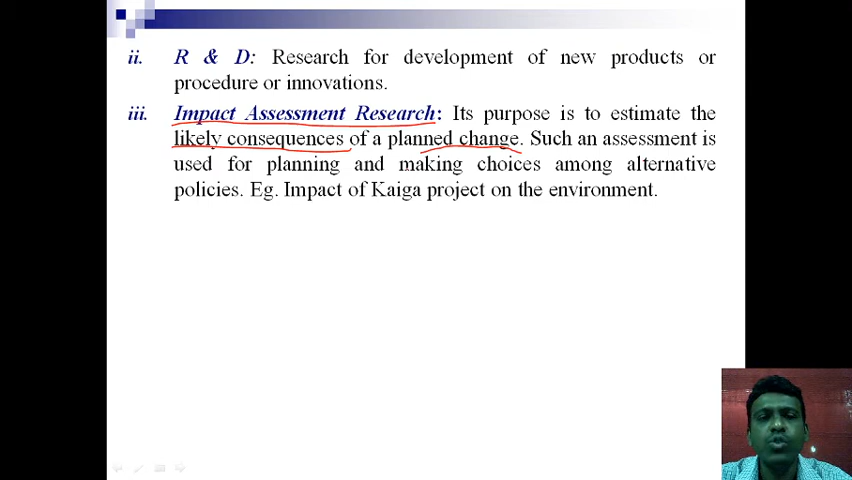 ii. R & D: Research for development of new products or
procedure or innovations.
iii. Impact Assessment Research: Its purpose is to estimate the
likely consequences of a planned change. Such an assessment is
used for planning and making choices among alternative
policies. Eg. Impact of Kaiga project on the environment.